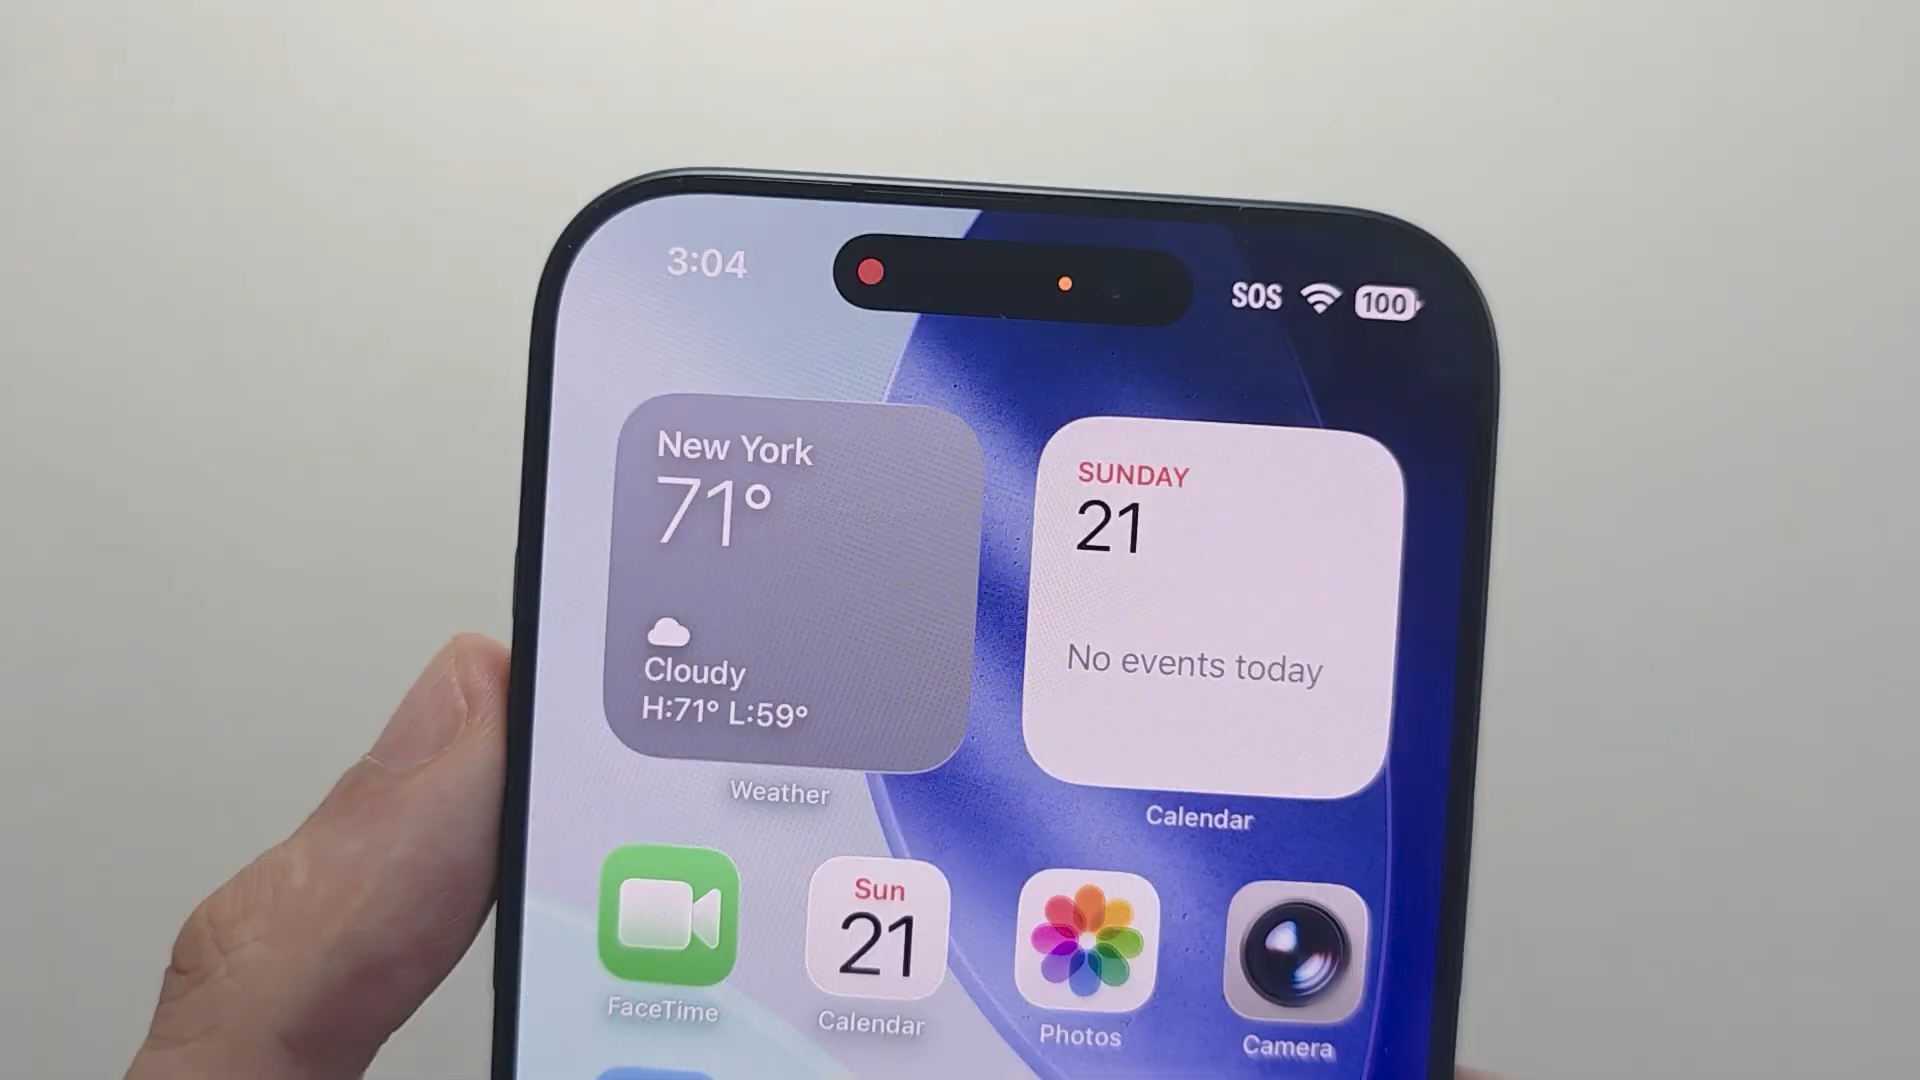 3:04
SOS
100
New York
71°
Cloudy
H:71° L:59°
Weather
SUNDAY
21
No events today
Calendar
FaceTime
Sun
21
Calendar
Photos
Camera